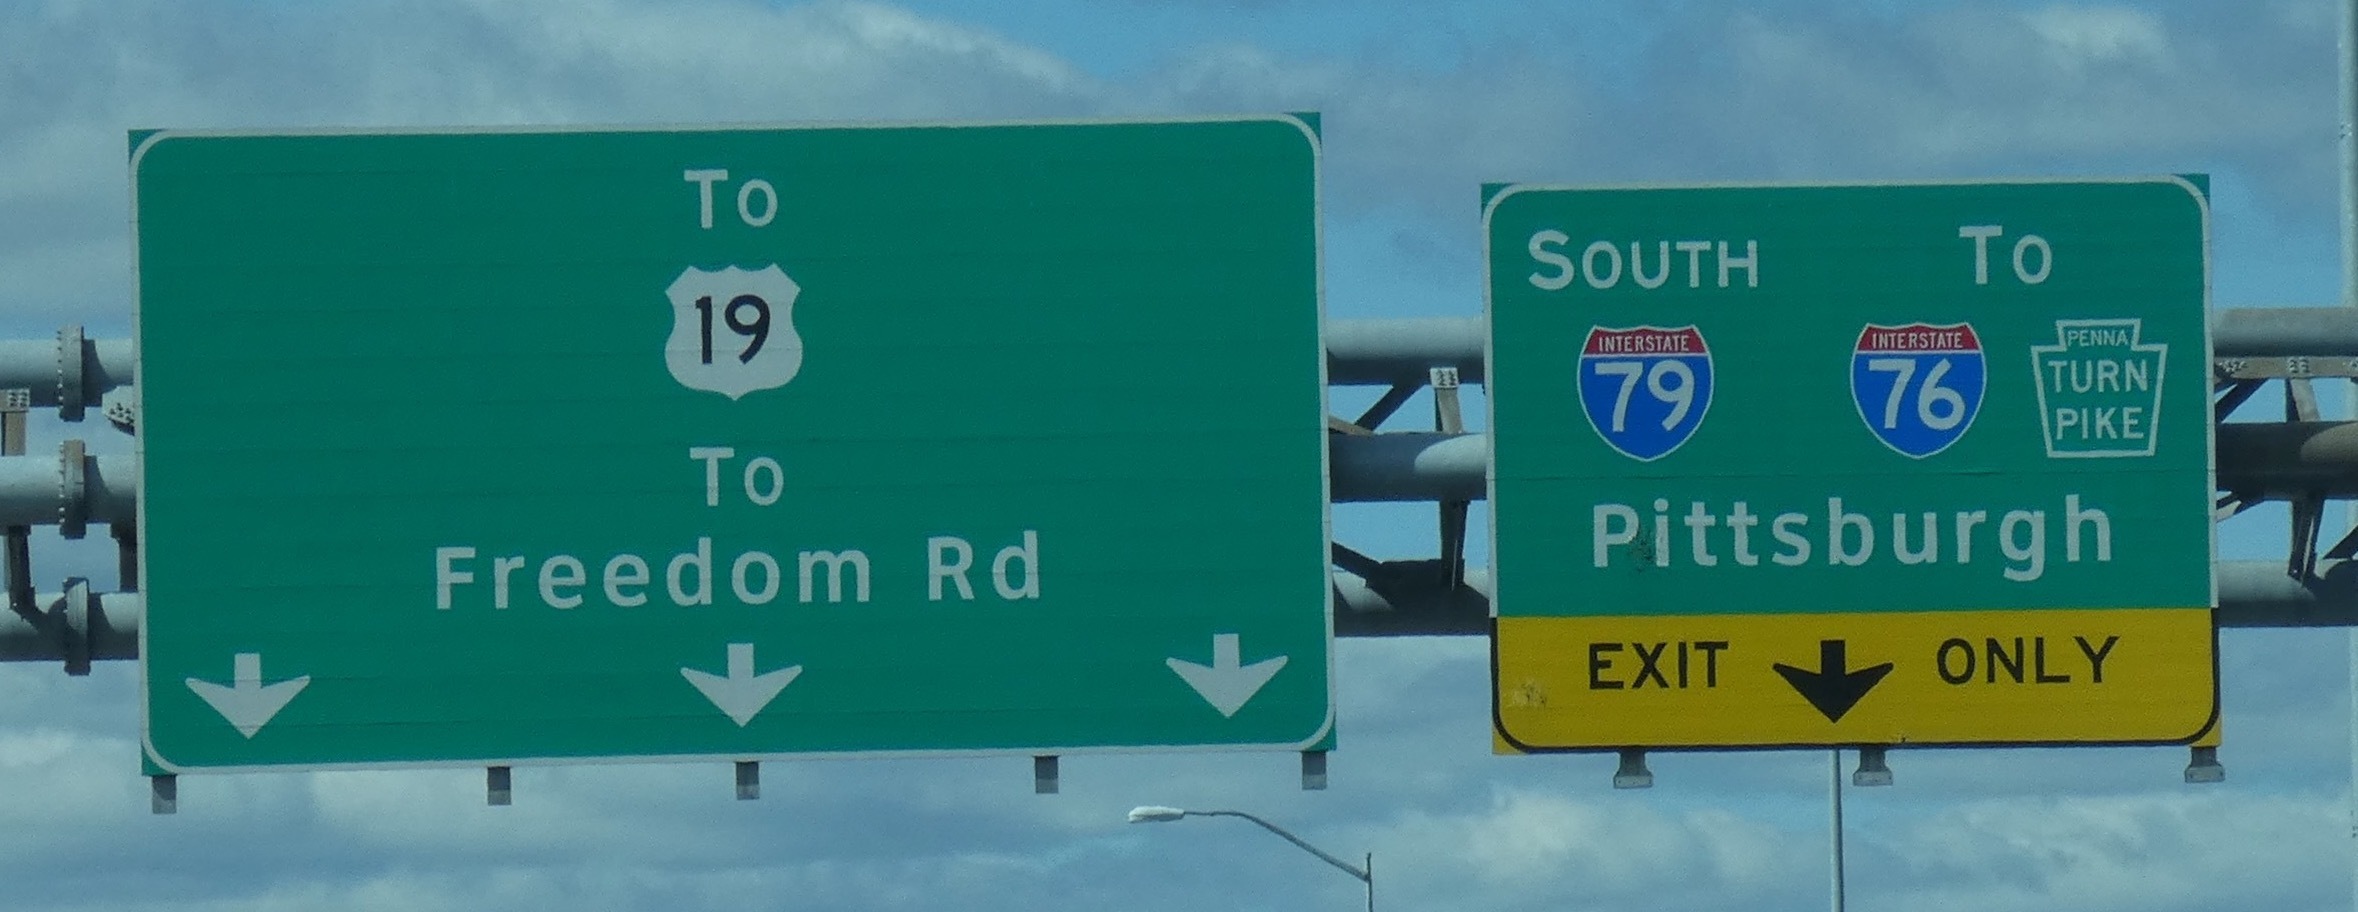 To
19
To
Freedom Rd
SOUTH To
INTERSTATE 79 INTERSTATE 76 PENNA TURN PIKE
Pittsburgh
EXIT ONLY